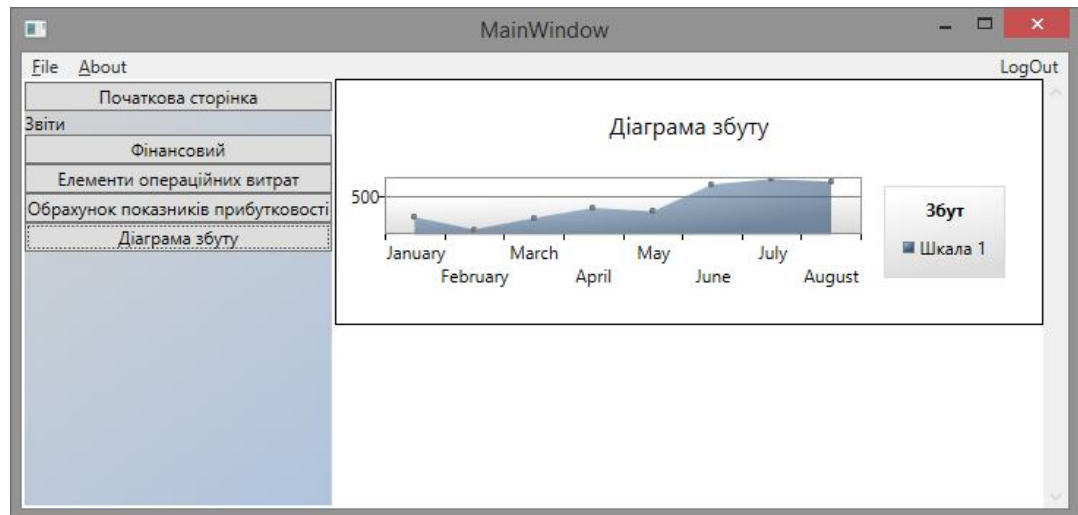 MainWindow
File About LogOut
Початкова сторінка
Звіти
Фінансовий
Елементи операційних витрат
Обрахунок показників прибутковості
Діаграма збуту
Діаграма збуту
500
January March May July
February April June August
Збут
Шкала 1